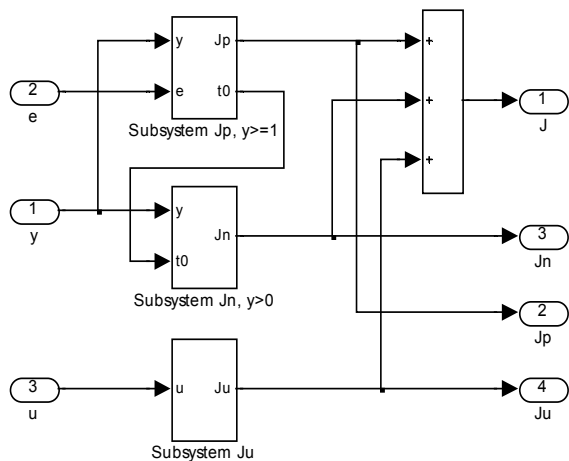 y
Jp
+
2
e
t0
e
+
1
J
Subsystem Jp, y>=1
+
1
y
y
Jn
3
Jn
t0
Subsystem Jn, y>0
2
Jp
3
u
u
Ju
4
Ju
Subsystem Ju